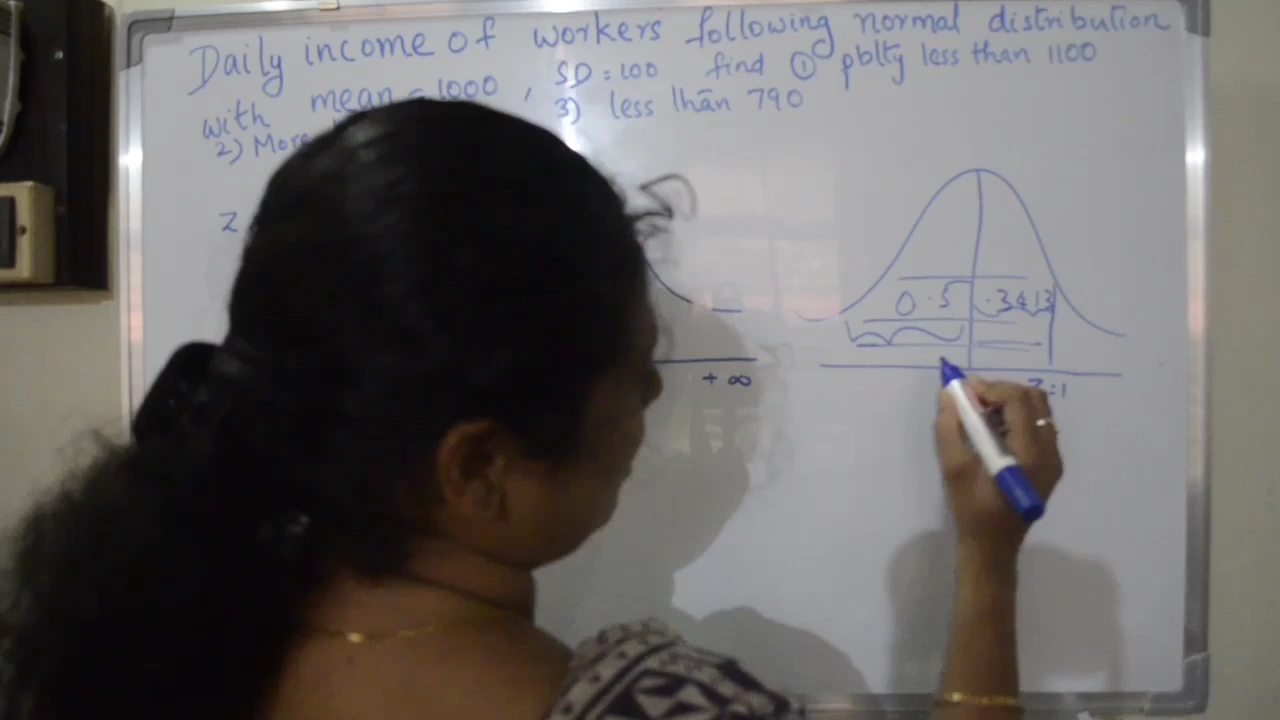 Daily income of workers following normal distribution
with mean = 1000 , SD = 100 find ① pblty less than 1100
2) More 3) less than 790
Z
0.5 .3413
+ ∞ Z=1